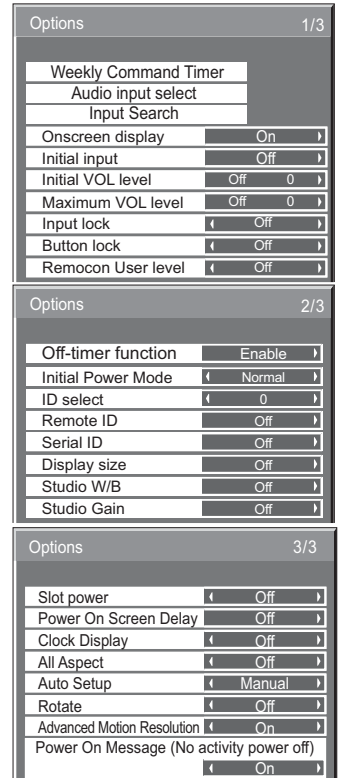 Options 1/3
Weekly Command Timer
Audio input select
Input Search
Onscreen display On
Initial input Off
Initial VOL level Off 0
Maximum VOL level Off 0
Input lock Off
Button lock Off
Remocon User level Off
Options 2/3
Off-timer function Enable
Initial Power Mode Normal
ID select 0
Remote ID Off
Serial ID Off
Display size Off
Studio W/B Off
Studio Gain Off
Options 3/3
Slot power Off
Power On Screen Delay Off
Clock Display Off
All Aspect Off
Auto Setup Manual
Rotate Off
Advanced Motion Resolution On
Power On Message (No activity power off)
On